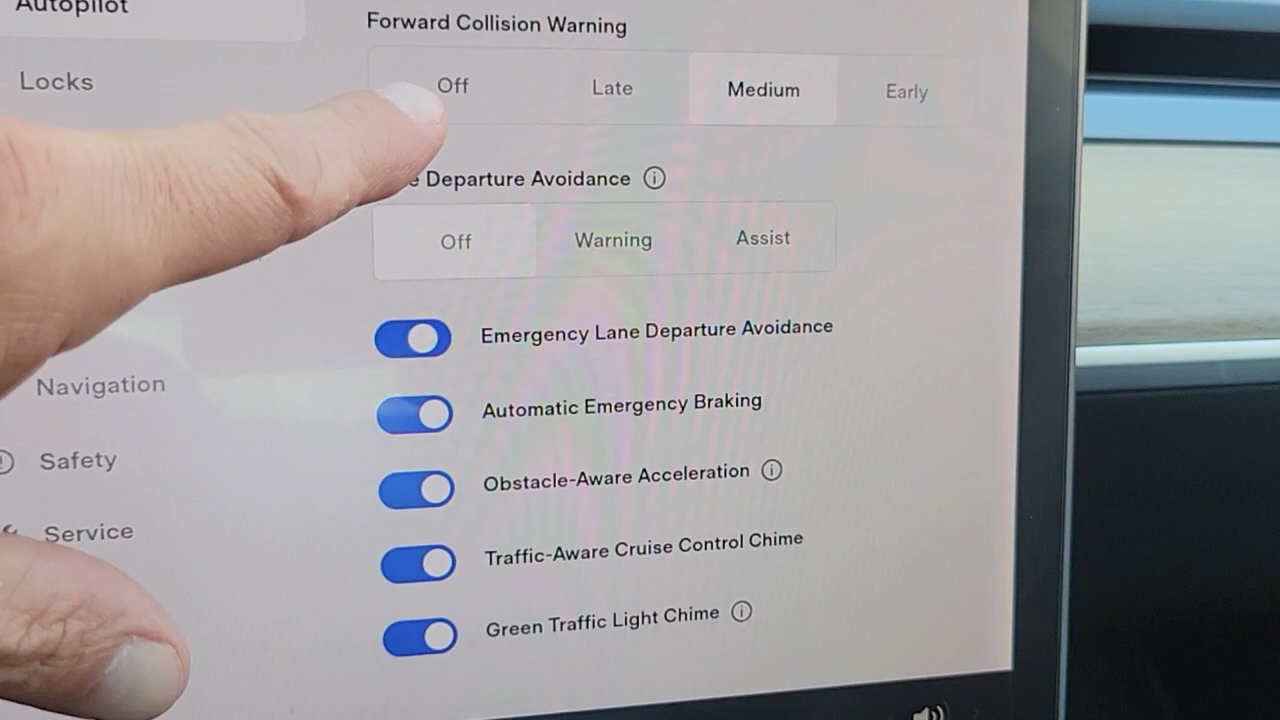 Autopilot
Locks
Navigation
Safety
Service
Forward Collision Warning
Off Late Medium Early
Departure Avoidance
Off Warning Assist
Emergency Lane Departure Avoidance
Automatic Emergency Braking
Obstacle-Aware Acceleration
Traffic-Aware Cruise Control Chime
Green Traffic Light Chime